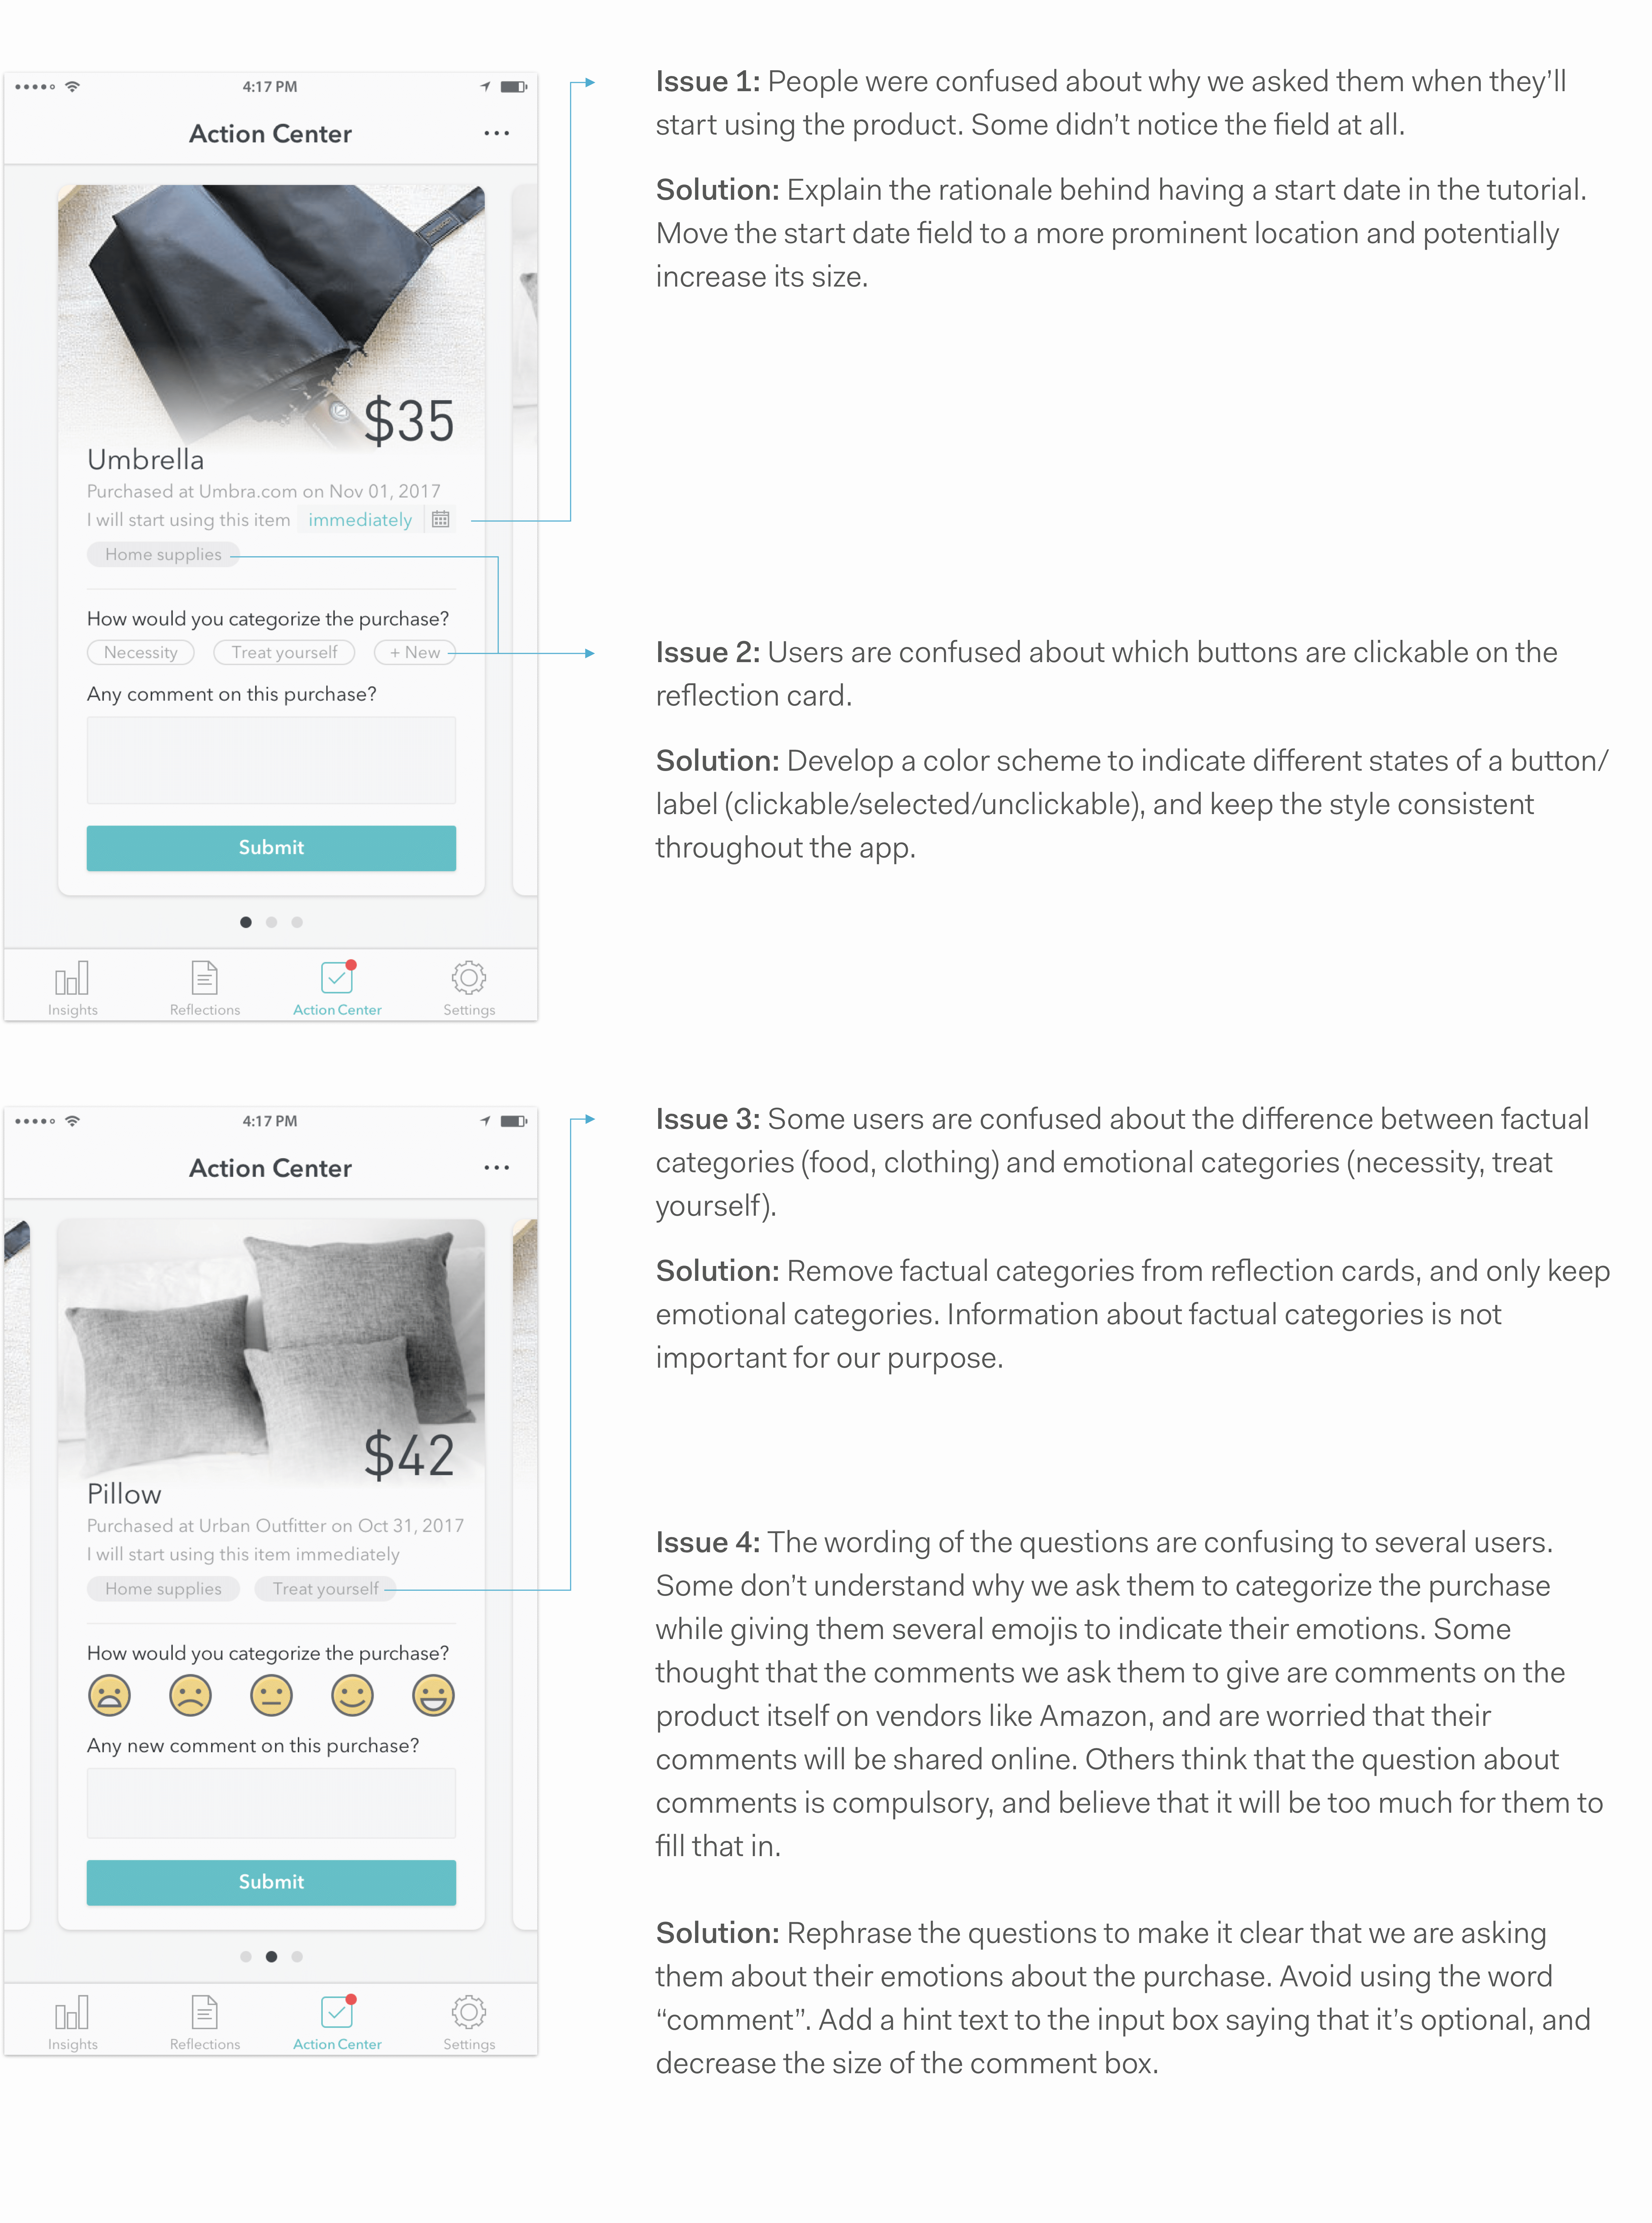 4:17 PM
Action Center
$35
Umbrella
Purchased at Umbra.com on Nov 01, 2017
I will start using this item immediately
Home supplies
How would you categorize the purchase?
Necessity Treat yourself + New
Any comment on this purchase?
Submit
Insights Reflections Action Center Settings
Issue 1: People were confused about why we asked them when they’ll
start using the product. Some didn’t notice the field at all.
Solution: Explain the rationale behind having a start date in the tutorial.
Move the start date field to a more prominent location and potentially
increase its size.
Issue 2: Users are confused about which buttons are clickable on the
reflection card.
Solution: Develop a color scheme to indicate different states of a button/
label (clickable/selected/unclickable), and keep the style consistent
throughout the app.
4:17 PM
Action Center
$42
Pillow
Purchased at Urban Outfitter on Oct 31, 2017
I will start using this item immediately
Home supplies Treat yourself
How would you categorize the purchase?
Any new comment on this purchase?
Submit
Insights Reflections Action Center Settings
Issue 3: Some users are confused about the difference between factual
categories (food, clothing) and emotional categories (necessity, treat
yourself).
Solution: Remove factual categories from reflection cards, and only keep
emotional categories. Information about factual categories is not
important for our purpose.
Issue 4: The wording of the questions are confusing to several users.
Some don’t understand why we ask them to categorize the purchase
while giving them several emojis to indicate their emotions. Some
thought that the comments we ask them to give are comments on the
product itself on vendors like Amazon, and are worried that their
comments will be shared online. Others think that the question about
comments is compulsory, and believe that it will be too much for them to
fill that in.
Solution: Rephrase the questions to make it clear that we are asking
them about their emotions about the purchase. Avoid using the word
“comment”. Add a hint text to the input box saying that it’s optional, and
decrease the size of the comment box.